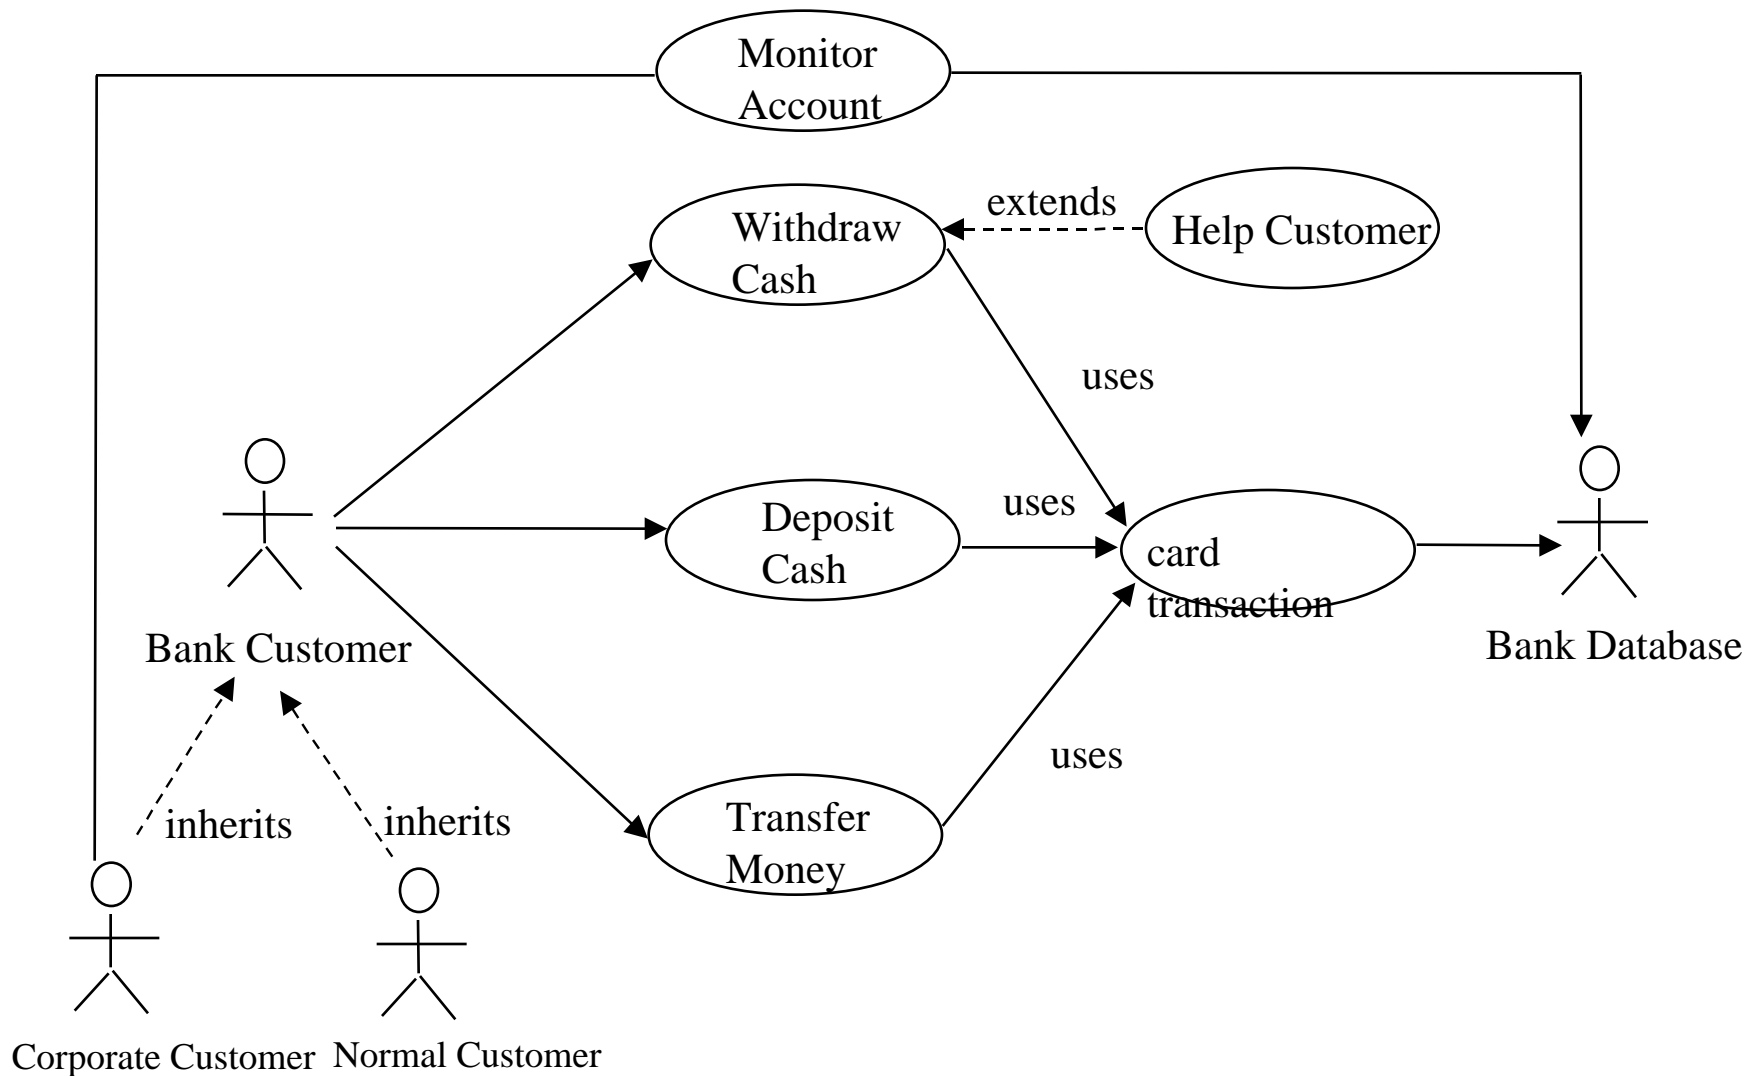 Monitor
Account
extends
Withdraw
Cash
Help Customer
uses
uses
Deposit
Cash
card
transaction
Bank Customer
Bank Database
uses
inherits
inherits
Transfer
Money
Corporate Customer
Normal Customer